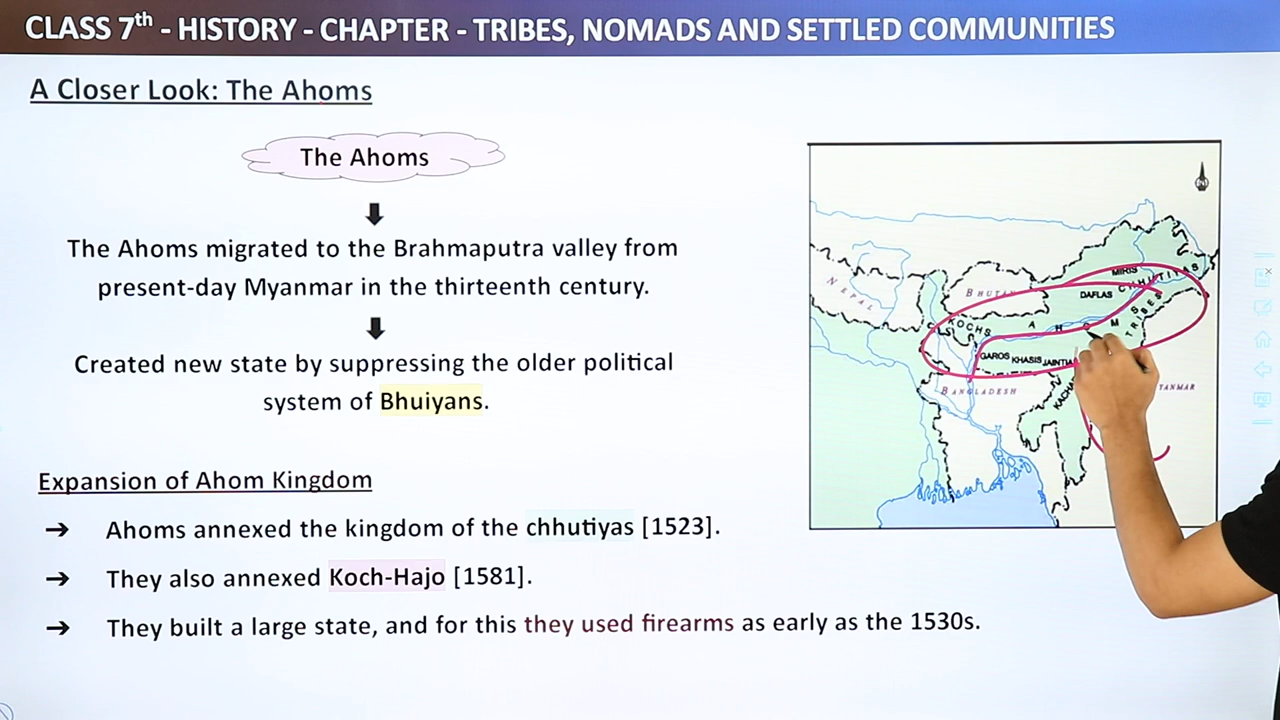 CLASS 7th - HISTORY - CHAPTER - TRIBES, NOMADS AND SETTLED COMMUNITIES
A Closer Look: The Ahoms
The Ahoms
The Ahoms migrated to the Brahmaputra valley from
present-day Myanmar in the thirteenth century.
Created new state by suppressing the older political
system of Bhuiyans.
Expansion of Ahom Kingdom
→ Ahoms annexed the kingdom of the chhutiyas [1523].
→ They also annexed Koch-Hajo [1581].
→ They built a large state, and for this they used firearms as early as the 1530s.
N
NEPAL
BHUTAN
MIRIS
CHHUTIYAS
DAFLAS
TRIBES
KOCHS
GAROS KHASIS JAINTIA
BANGLADESH